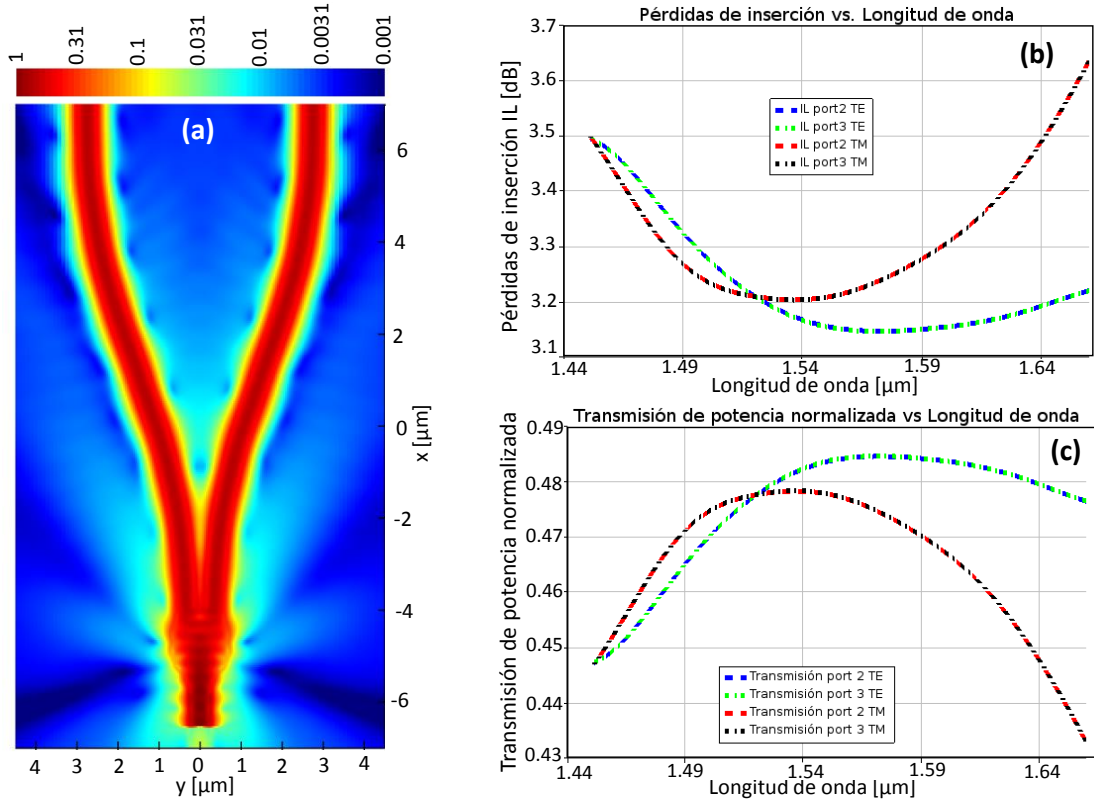 1 0.31 0.1 0.031 0.01 0.0031 0.001
(a)
6
4
2
0
-2
-4
-6
x [µm]
4 3 2 1 0 1 2 3 4
y [µm]
Pérdidas de inserción vs. Longitud de onda
(b)
Pérdidas de inserción IL [dB]
3.7
3.6
3.5
3.4
3.3
3.2
3.1
IL port2 TE
IL port3 TE
IL port2 TM
IL port3 TM
1.44 1.49 1.54 1.59 1.64
Longitud de onda [µm]
Transmisión de potencia normalizada vs Longitud de onda
(c)
Transmisión de potencia normalizada
0.49
0.48
0.47
0.46
0.45
0.44
0.43
Transmisión port 2 TE
Transmisión port 3 TE
Transmisión port 2 TM
Transmisión port 3 TM
1.44 1.49 1.54 1.59 1.64
Longitud de onda [µm]